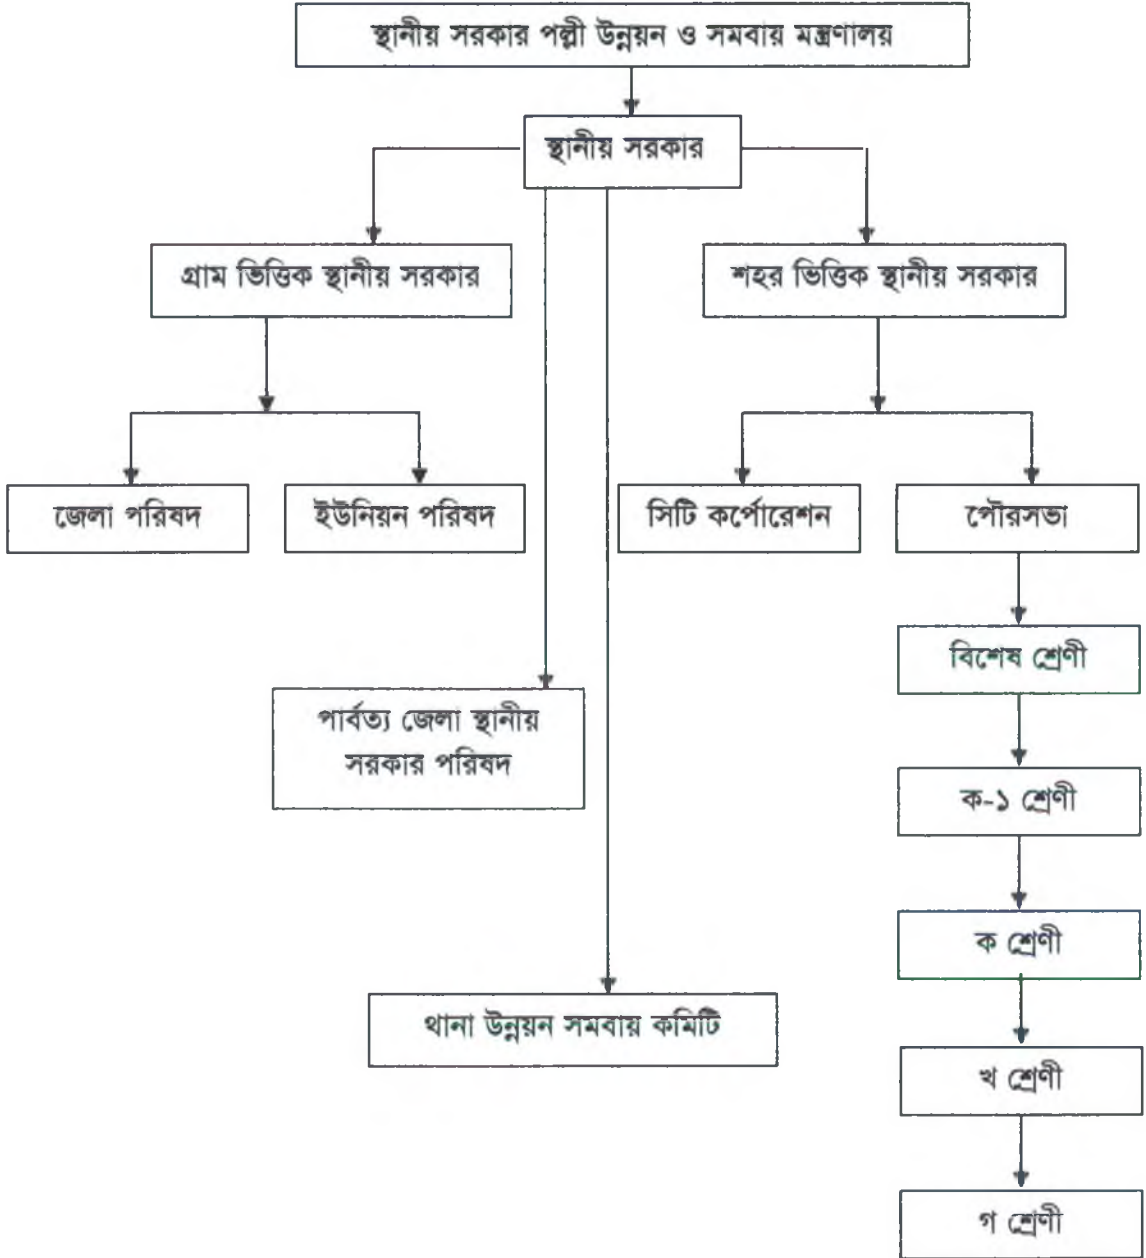 স্থানীয় সরকার পল্লী উন্নয়ন ও সমবায় মন্ত্রণালয়
স্থানীয় সরকার
গ্রাম ভিত্তিক স্থানীয় সরকার
শহর ভিত্তিক স্থানীয় সরকার
জেলা পরিষদ
ইউনিয়ন পরিষদ
সিটি কর্পোরেশন
পৌরসভা
বিশেষ শ্রেণী
পার্বত্য জেলা স্থানীয়
সরকার পরিষদ
ক-১ শ্রেণী
ক শ্রেণী
থানা উন্নয়ন সমবায় কমিটি
খ শ্রেণী
গ শ্রেণী